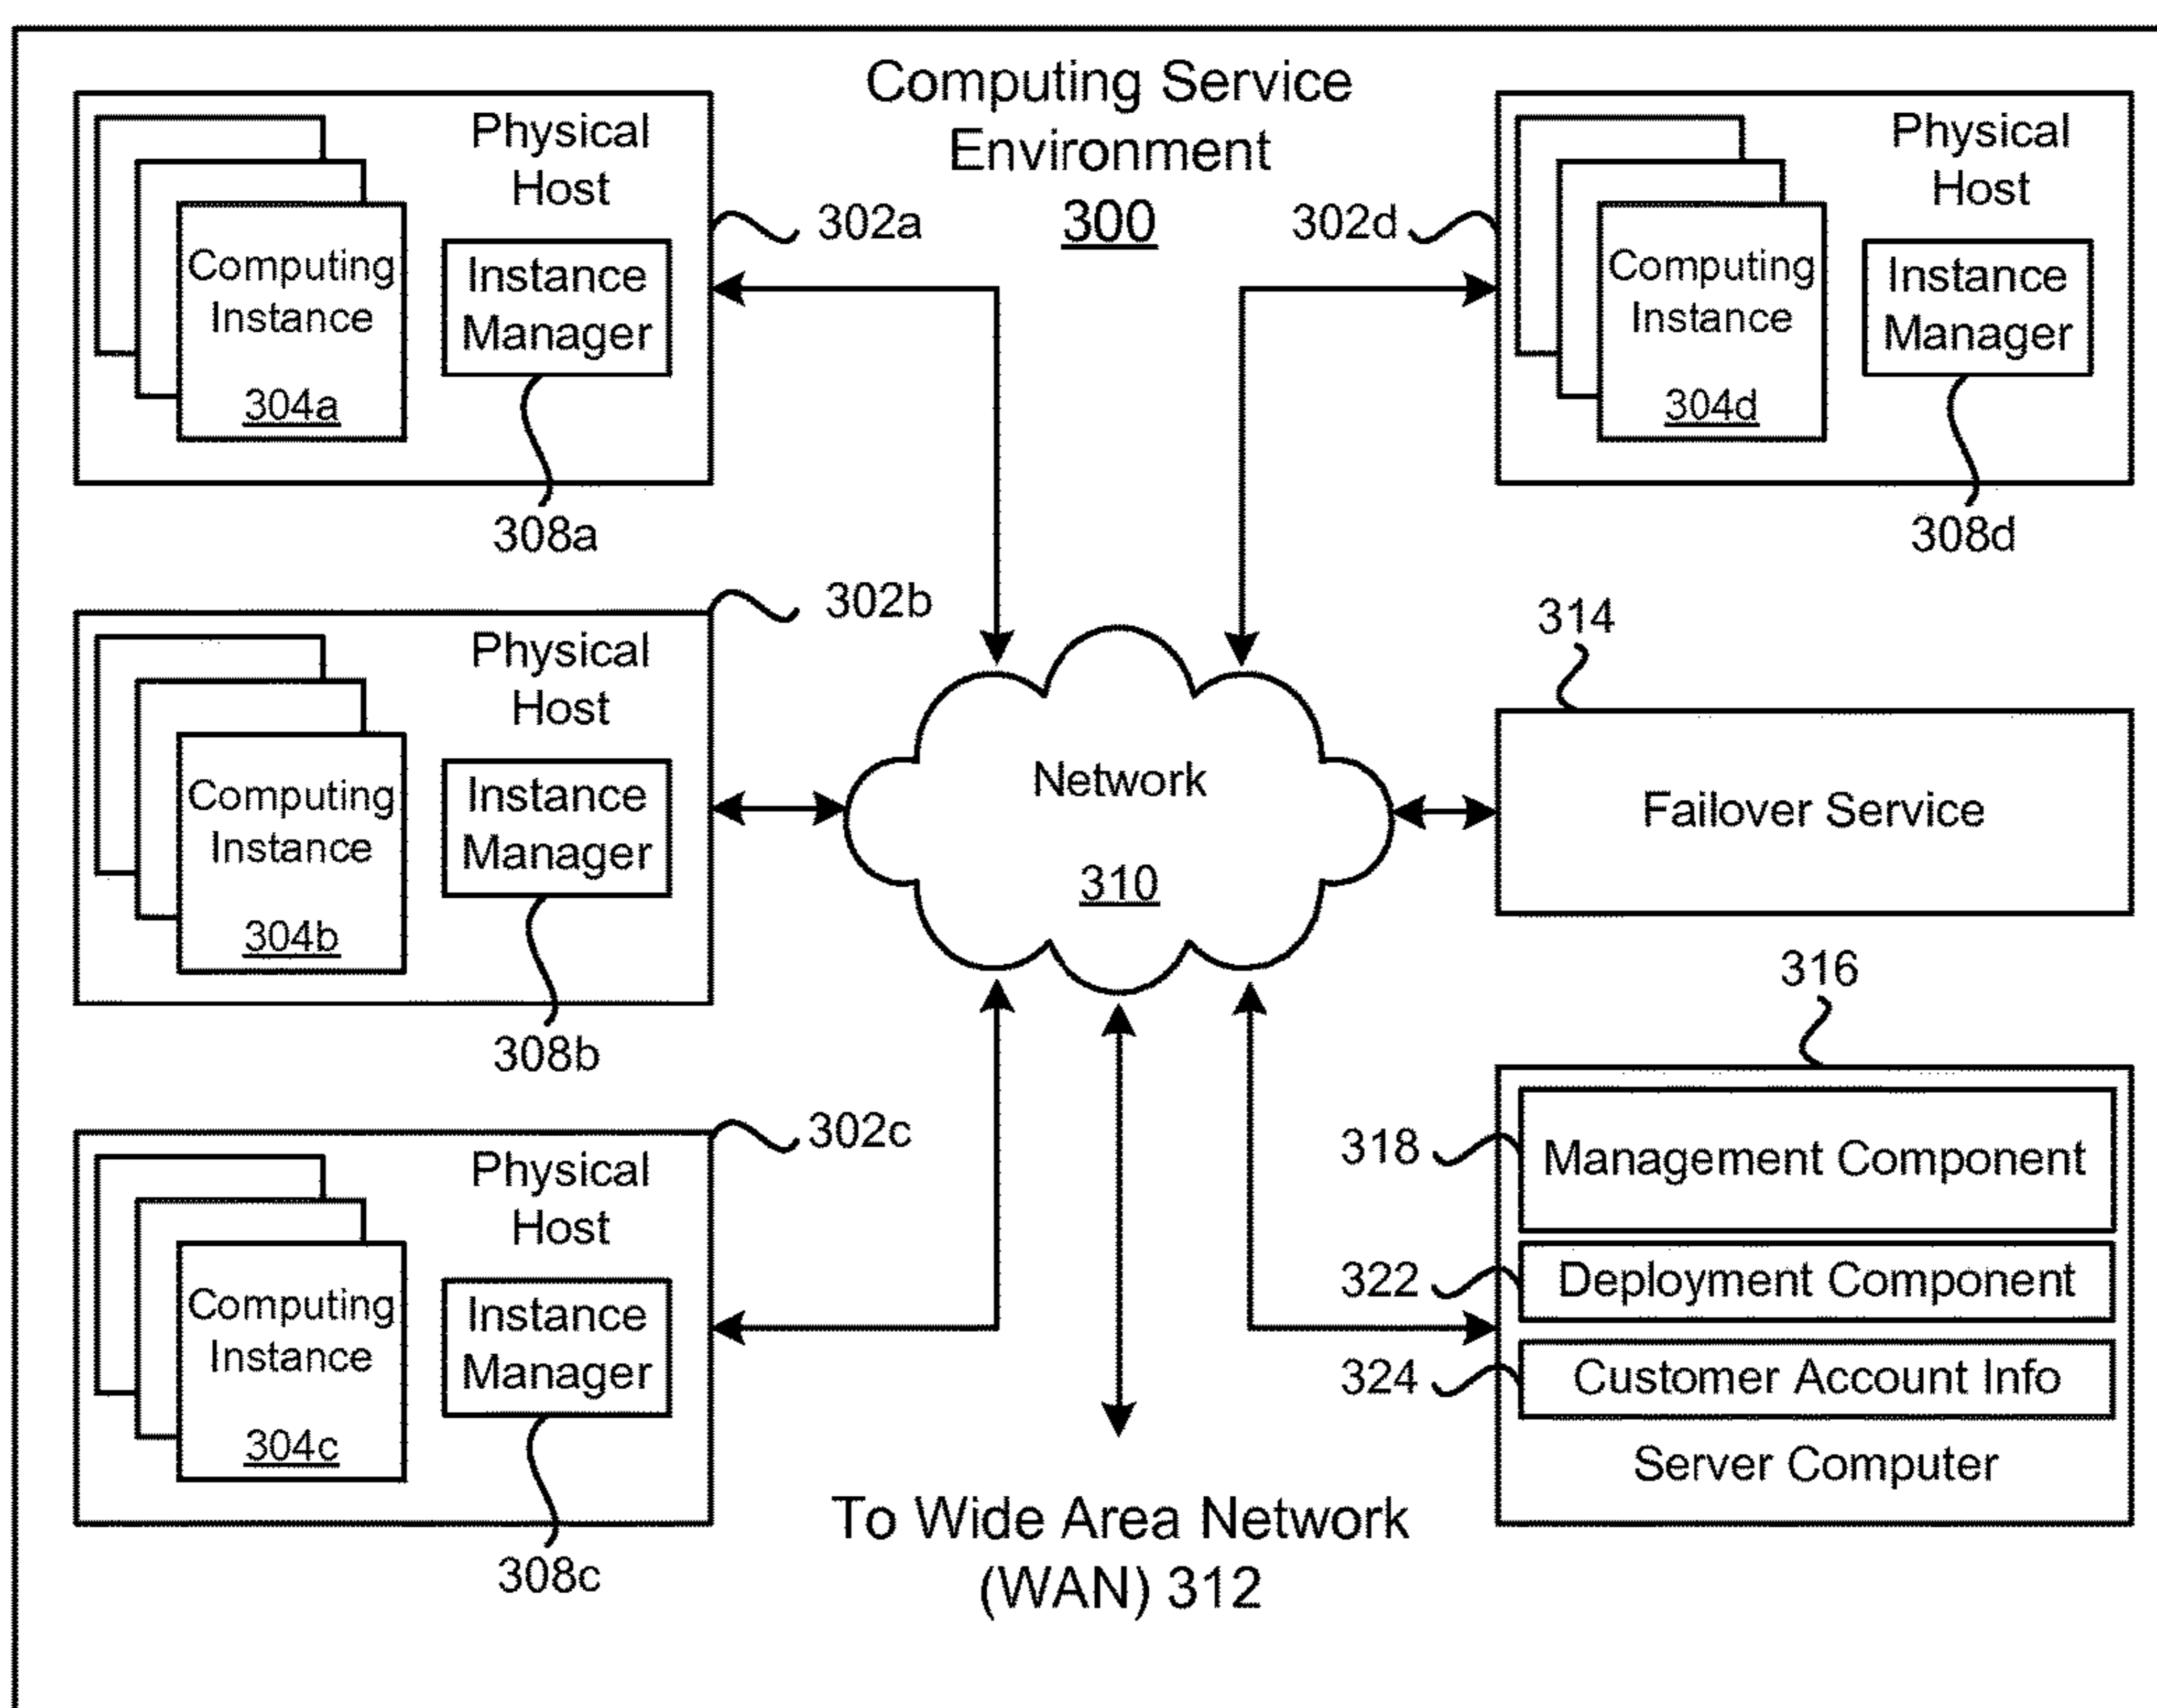 Computing Service
Environment
300
Physical
Host
302a
Computing
Instance
304a
Instance
Manager
308a
302d
Physical
Host
Computing
Instance
304d
Instance
Manager
308d
302b
Physical
Host
Computing
Instance
304b
Instance
Manager
308b
Network
310
314
Failover Service
302c
Physical
Host
Computing
Instance
304c
Instance
Manager
308c
316
318
Management Component
322
Deployment Component
324
Customer Account Info
Server Computer
To Wide Area Network
(WAN) 312